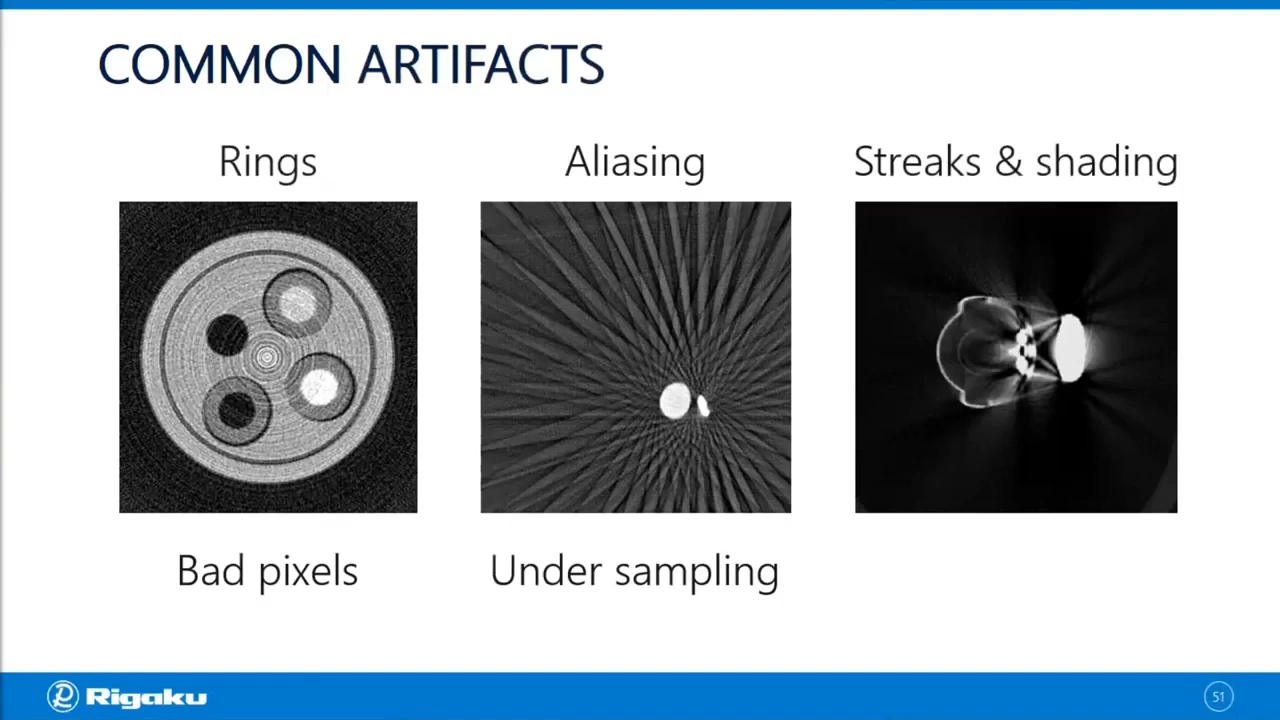 COMMON ARTIFACTS
Rings
Aliasing
Streaks & shading
Bad pixels
Under sampling
Rigaku
51